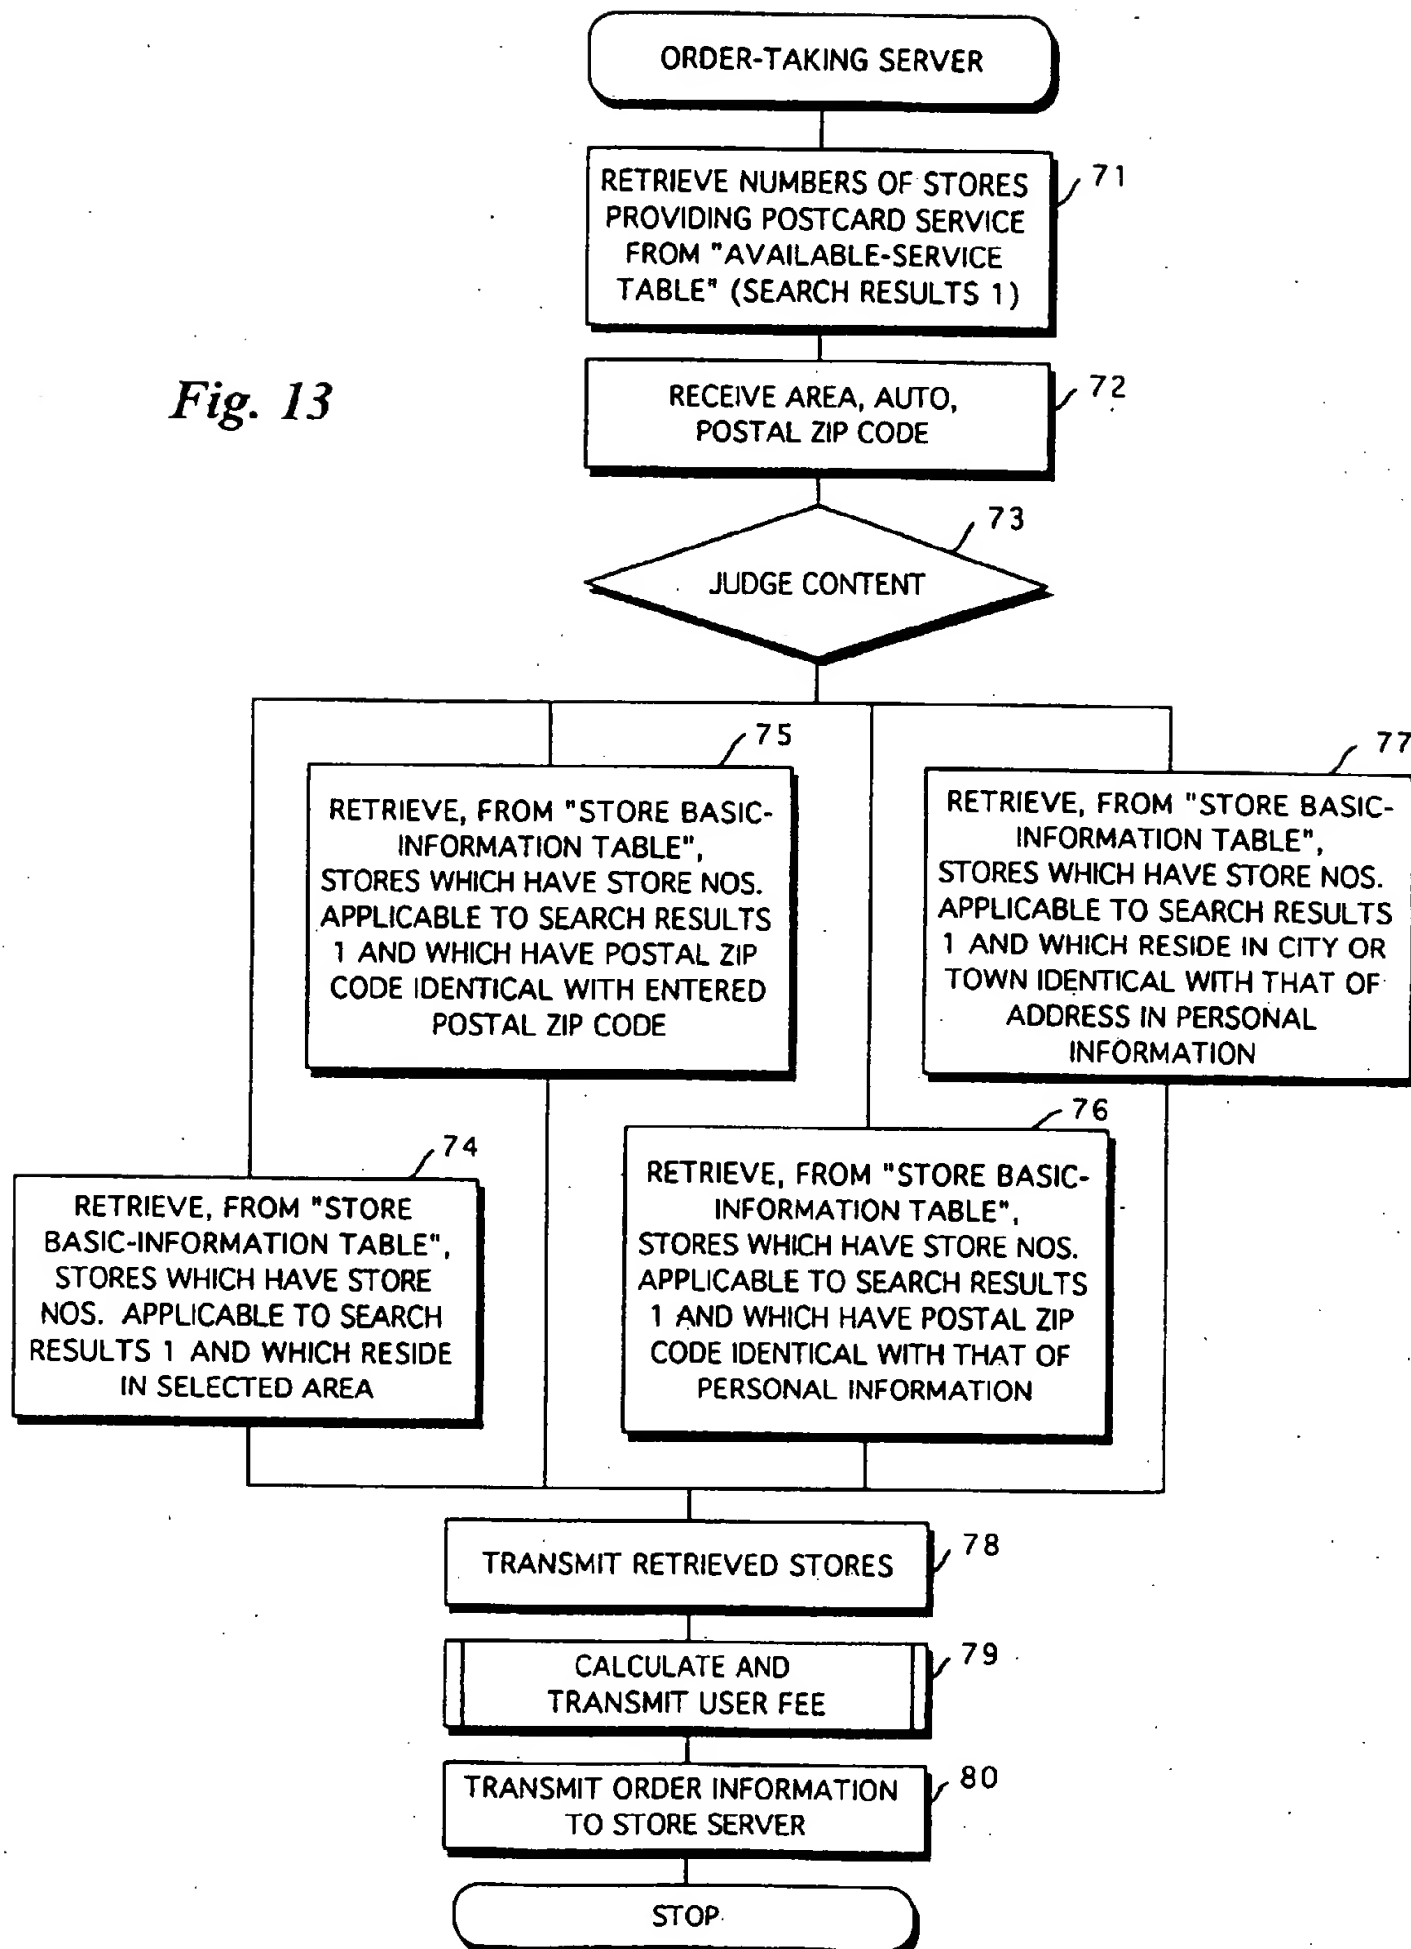 ORDER-TAKING SERVER
RETRIEVE NUMBERS OF STORES
PROVIDING POSTCARD SERVICE
FROM "AVAILABLE-SERVICE
TABLE" (SEARCH RESULTS 1)
71
Fig. 13
RECEIVE AREA, AUTO,
POSTAL ZIP CODE
72
JUDGE CONTENT
73
75
RETRIEVE, FROM "STORE BASIC-
INFORMATION TABLE",
STORES WHICH HAVE STORE NOS.
APPLICABLE TO SEARCH RESULTS
1 AND WHICH HAVE POSTAL ZIP
CODE IDENTICAL WITH ENTERED
POSTAL ZIP CODE
77
RETRIEVE, FROM "STORE BASIC-
INFORMATION TABLE",
STORES WHICH HAVE STORE NOS.
APPLICABLE TO SEARCH RESULTS
1 AND WHICH RESIDE IN CITY OR
TOWN IDENTICAL WITH THAT OF
ADDRESS IN PERSONAL
INFORMATION
74
RETRIEVE, FROM "STORE
BASIC-INFORMATION TABLE",
STORES WHICH HAVE STORE
NOS. APPLICABLE TO SEARCH
RESULTS 1 AND WHICH RESIDE
IN SELECTED AREA
76
RETRIEVE, FROM "STORE BASIC-
INFORMATION TABLE",
STORES WHICH HAVE STORE NOS.
APPLICABLE TO SEARCH RESULTS
1 AND WHICH HAVE POSTAL ZIP
CODE IDENTICAL WITH THAT OF
PERSONAL INFORMATION
TRANSMIT RETRIEVED STORES
78
CALCULATE AND
TRANSMIT USER FEE
79
TRANSMIT ORDER INFORMATION
TO STORE SERVER
80
STOP